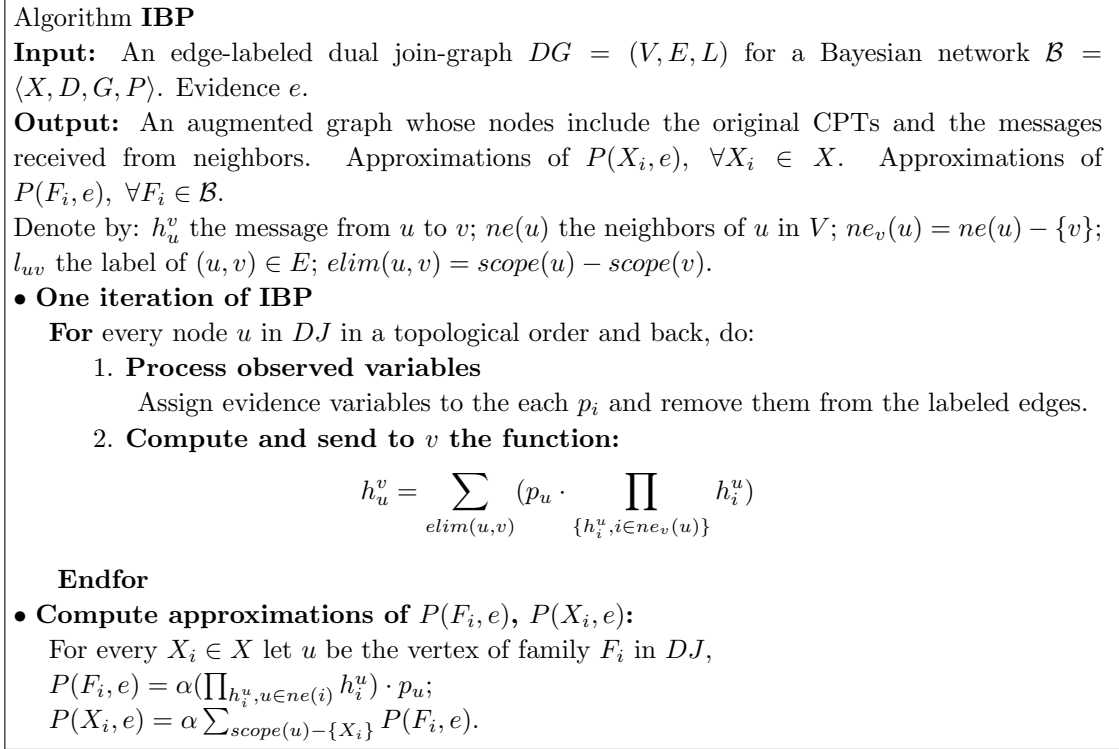 Algorithm IBP
Input: An edge-labeled dual join-graph DG = (V, E, L) for a Bayesian network ℬ =
⟨X, D, G, P⟩. Evidence e.
Output: An augmented graph whose nodes include the original CPTs and the messages
received from neighbors. Approximations of P(X_i, e), ∀X_i ∈ X. Approximations of
P(F_i, e), ∀F_i ∈ ℬ.
Denote by: h_u^v the message from u to v; ne(u) the neighbors of u in V; ne_v(u) = ne(u) − {v};
l_{uv} the label of (u, v) ∈ E; elim(u, v) = scope(u) − scope(v).
• One iteration of IBP
For every node u in DJ in a topological order and back, do:
1. Process observed variables
Assign evidence variables to the each p_i and remove them from the labeled edges.
2. Compute and send to v the function:
h_u^v = ∑_{elim(u,v)} (p_u · ∏_{{h_i^u, i∈ne_v(u)}} h_i^u)
Endfor
• Compute approximations of P(F_i, e), P(X_i, e):
For every X_i ∈ X let u be the vertex of family F_i in DJ,
P(F_i, e) = α(∏_{h_i^u, u∈ne(i)} h_i^u) · p_u;
P(X_i, e) = α ∑_{scope(u)−{X_i}} P(F_i, e).